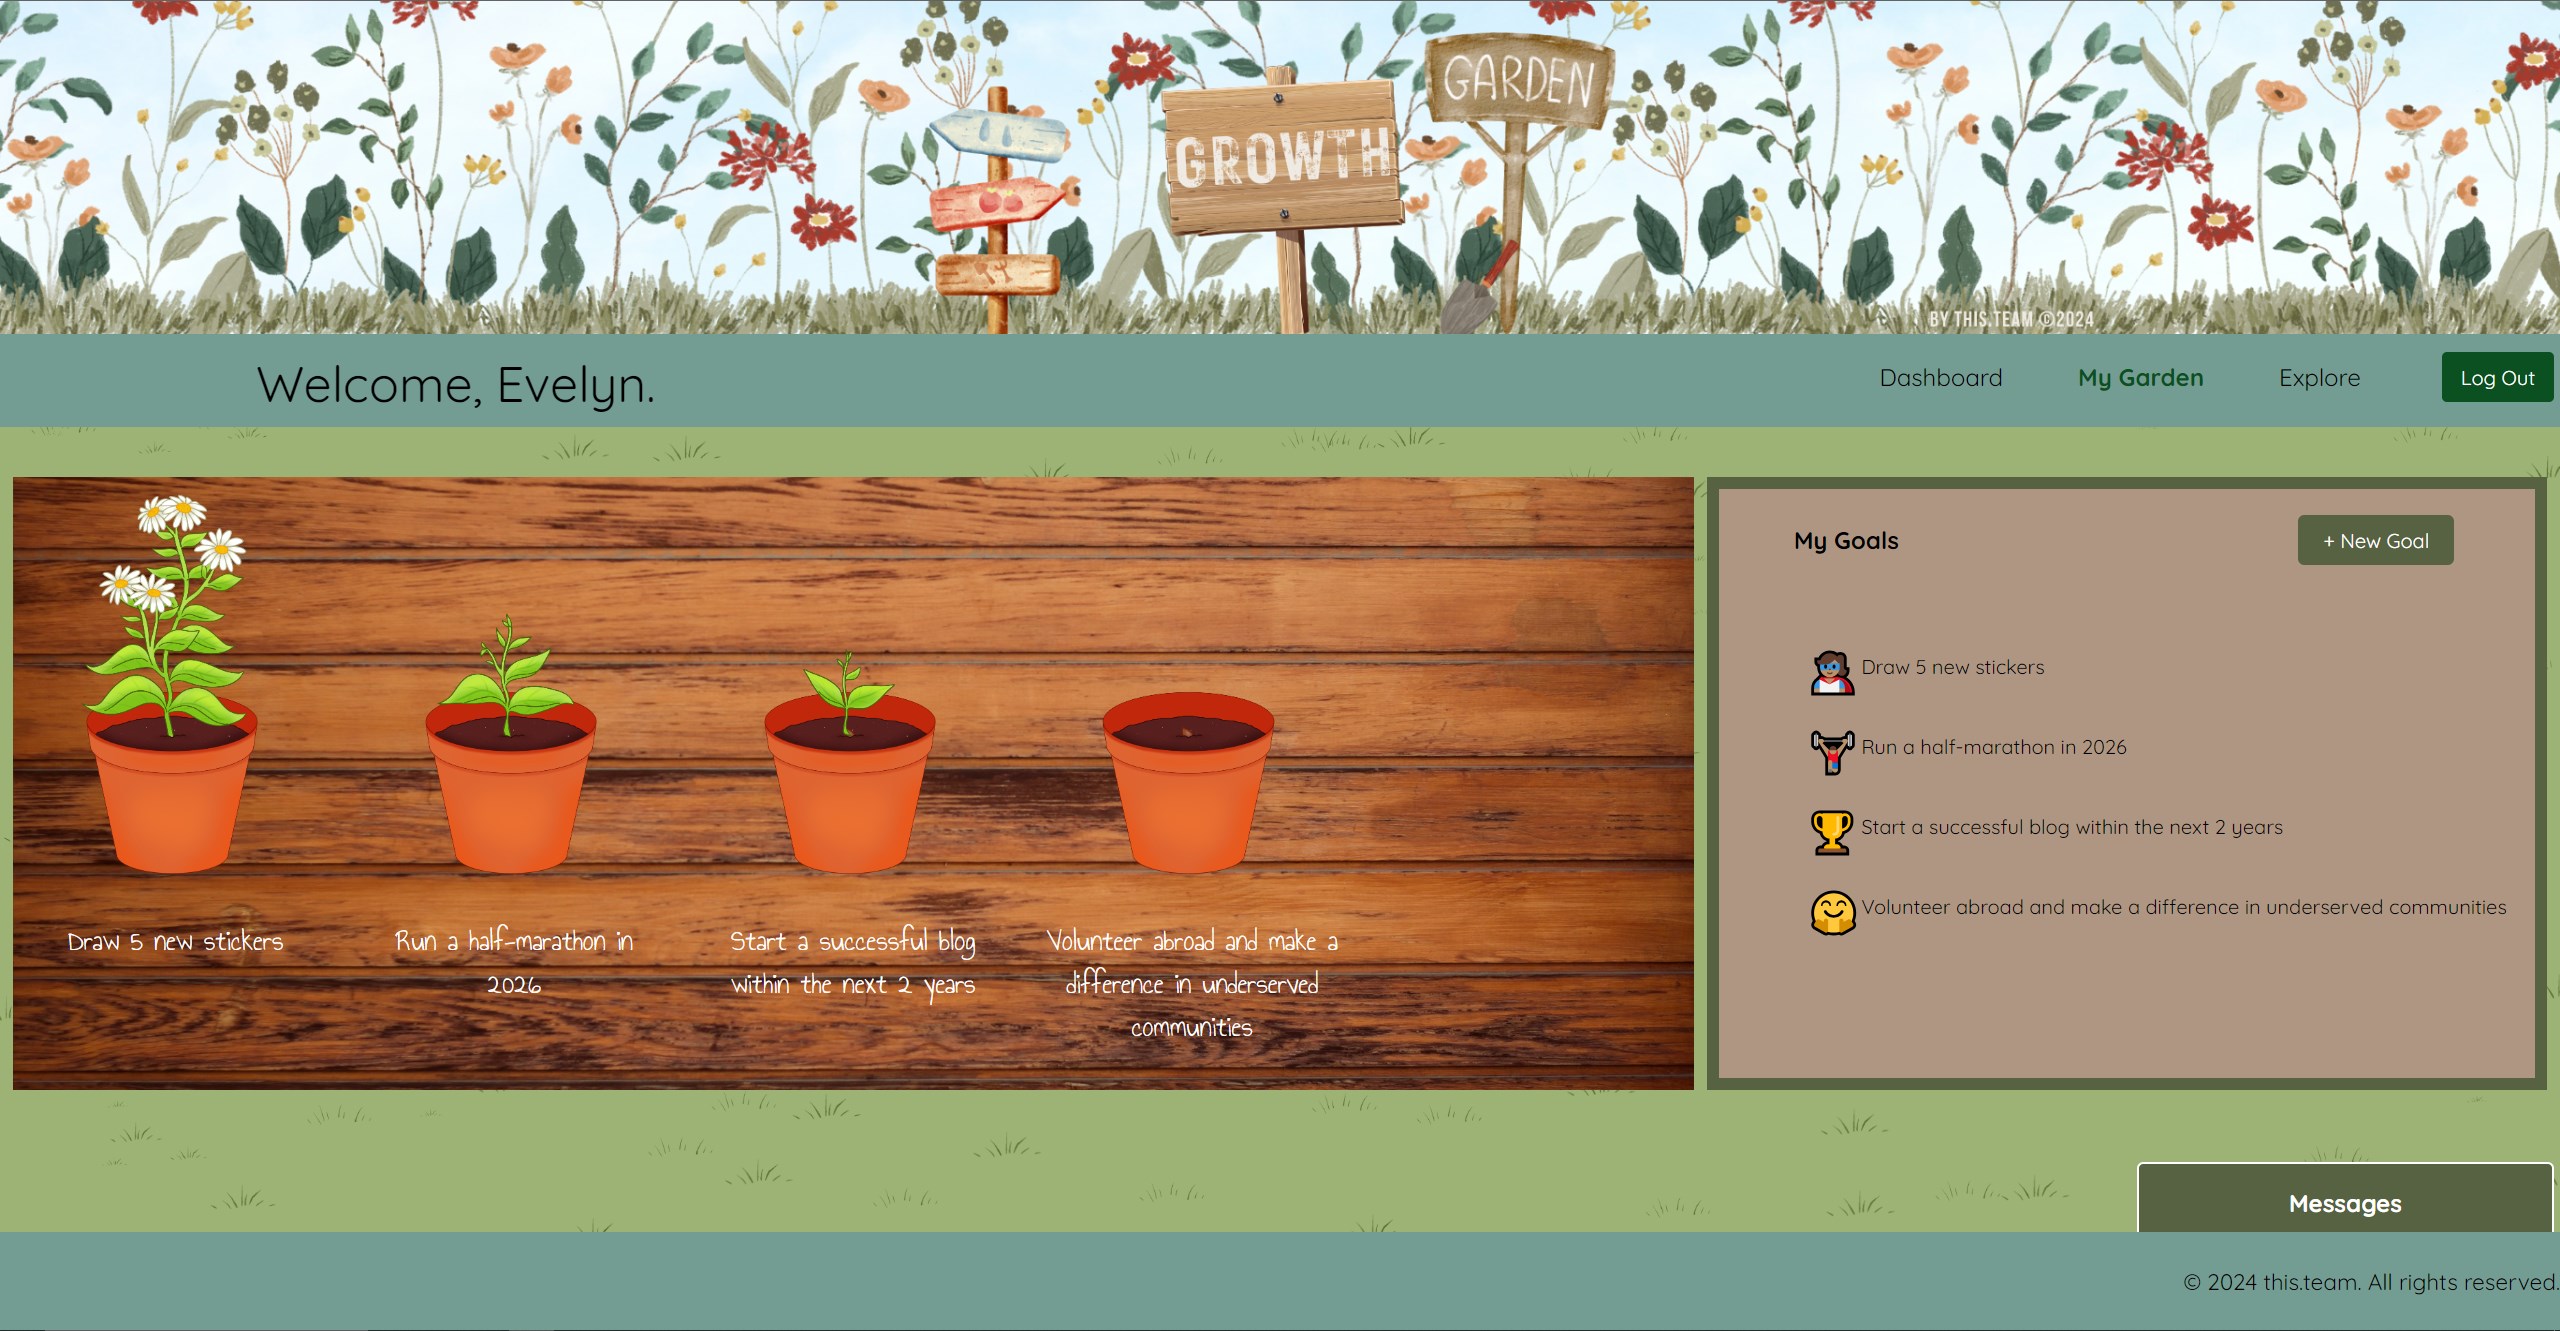 GROWTH
GARDEN
BY THIS.TEAM ©2024
Welcome, Evelyn.
Dashboard
My Garden
Explore
Log Out
Draw 5 new stickers
Run a half-marathon in
2026
Start a successful blog
within the next 2 years
Volunteer abroad and make a
difference in underserved
communities
My Goals
+ New Goal
Draw 5 new stickers
Run a half-marathon in 2026
Start a successful blog within the next 2 years
Volunteer abroad and make a difference in underserved communities
Messages
© 2024 this.team. All rights reserved.